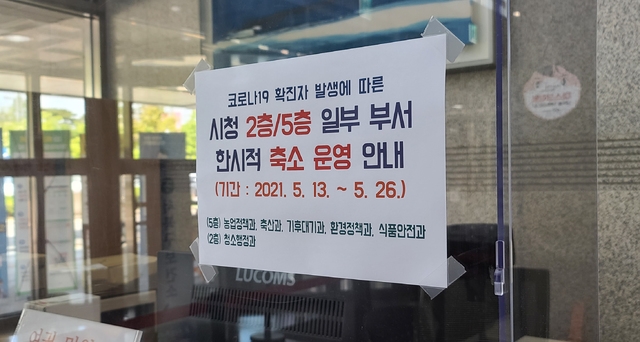 코로나19 확진자 발생에 따른
시청 2층/5층 일부 부서
한시적 축소 운영 안내
(기간 : 2021. 5. 13. ~ 5. 26.)
(5층) 농업정책과, 축산과, 기후대기과, 환경정책과, 식품안전과
(2층) 청소행정과
LUCOMS